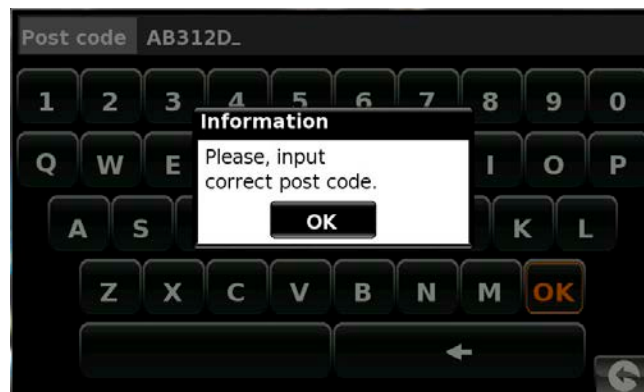 Post code AB312D_
1 2 3 4 5 6 7 8 9 0
Information
Q W E I O P
Please, input
correct post code.
A S K L
OK
Z X C V B N M OK